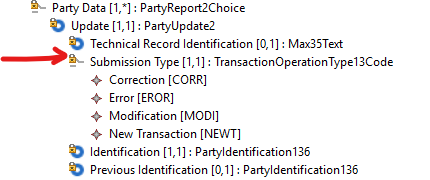 Party Data [1,*] : PartyReport2Choice
Update [1,1] : PartyUpdate2
Technical Record Identification [0,1] : Max35Text
Submission Type [1,1] : TransactionOperationType13Code
Correction [CORR]
Error [EROR]
Modification [MODI]
New Transaction [NEWT]
Identification [1,1] : PartyIdentification136
Previous Identification [0,1] : PartyIdentification136